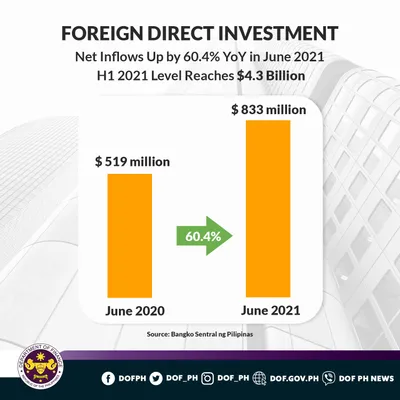 FOREIGN DIRECT INVESTMENT
Net Inflows Up by 60.4% YoY in June 2021
H1 2021 Level Reaches $4.3 Billion
$ 833 million
$ 519 million
60.4%
June 2020
June 2021
Source: Bangko Sentral ng Pilipinas
DOFPH
DOF_PH
DOF_PH
DOF.GOV.PH
DOF PH NEWS